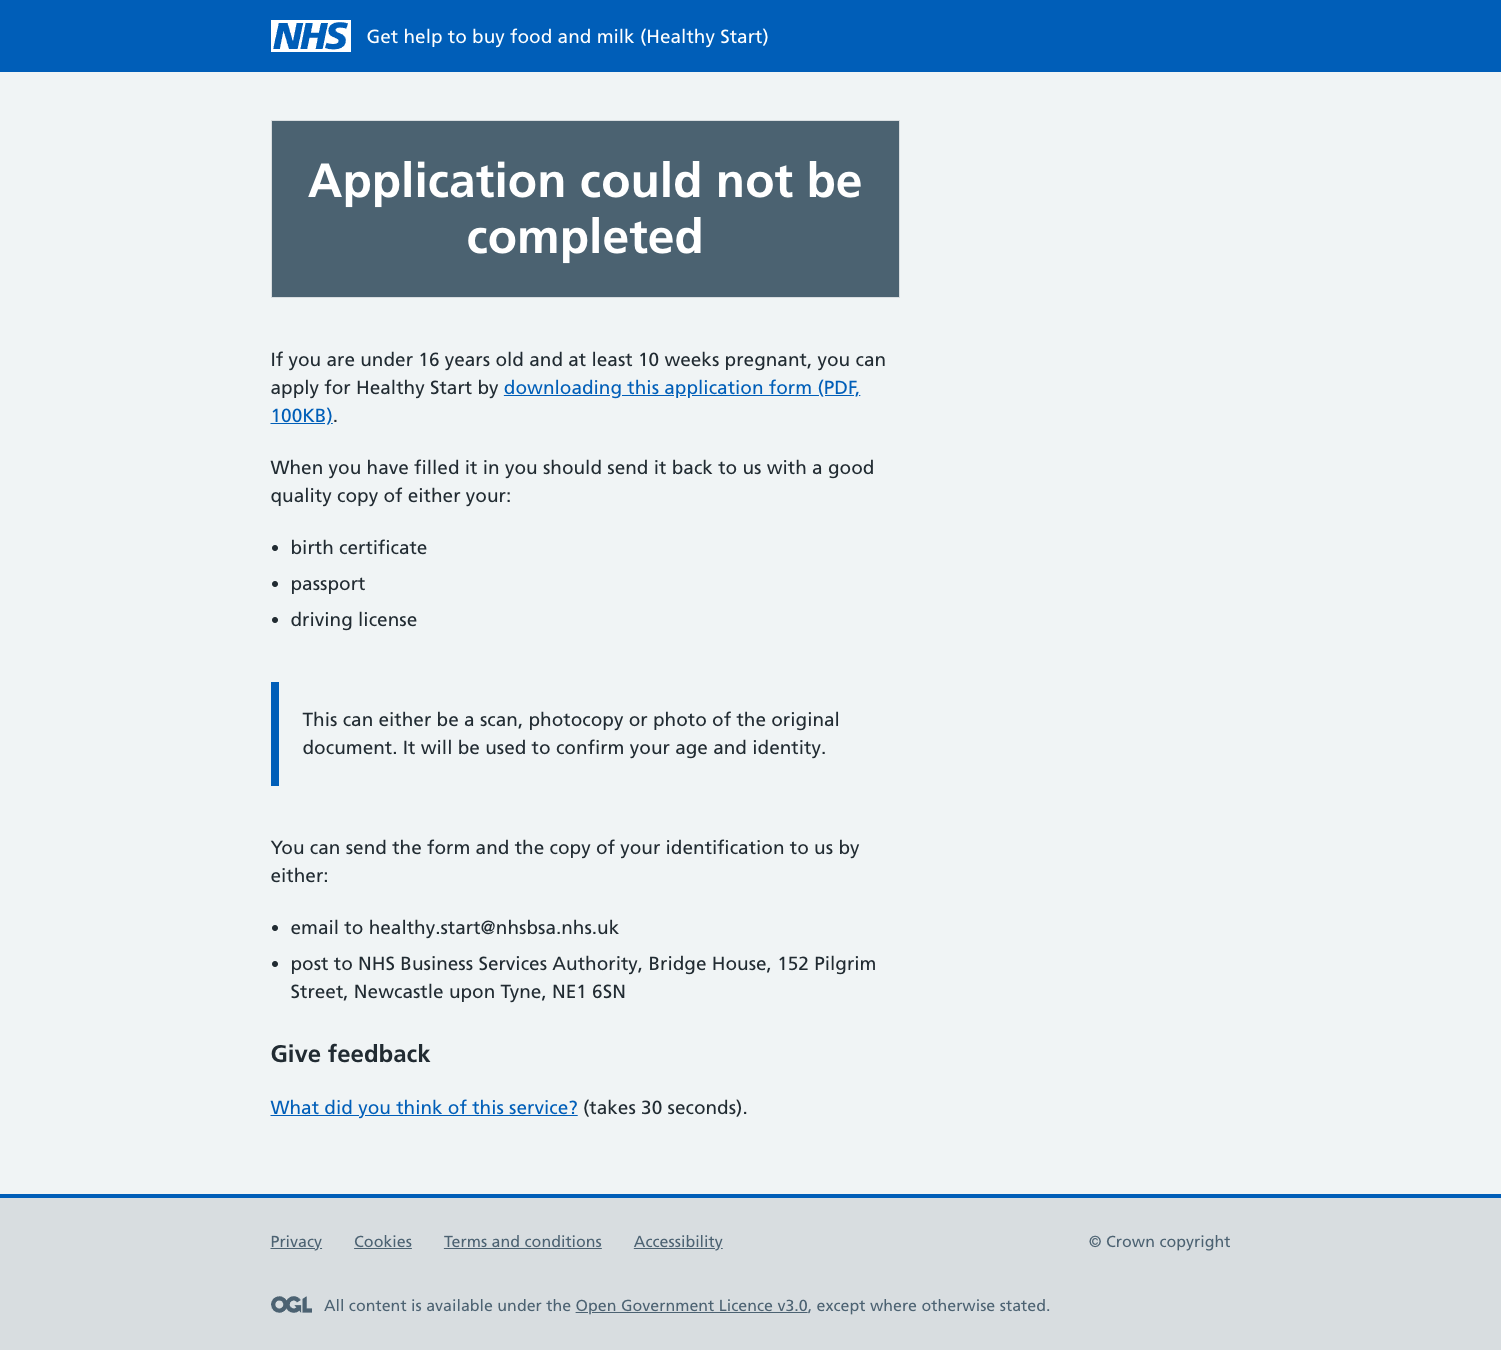 NHS Get help to buy food and milk (Healthy Start)
Application could not be
completed
If you are under 16 years old and at least 10 weeks pregnant, you can
apply for Healthy Start by downloading this application form (PDF,
100KB).
When you have filled it in you should send it back to us with a good
quality copy of either your:
• birth certificate
• passport
• driving license
This can either be a scan, photocopy or photo of the original
document. It will be used to confirm your age and identity.
You can send the form and the copy of your identification to us by
either:
• email to healthy.start@nhsbsa.nhs.uk
• post to NHS Business Services Authority, Bridge House, 152 Pilgrim
Street, Newcastle upon Tyne, NE1 6SN
Give feedback
What did you think of this service? (takes 30 seconds).
Privacy Cookies Terms and conditions Accessibility © Crown copyright
OGL All content is available under the Open Government Licence v3.0, except where otherwise stated.